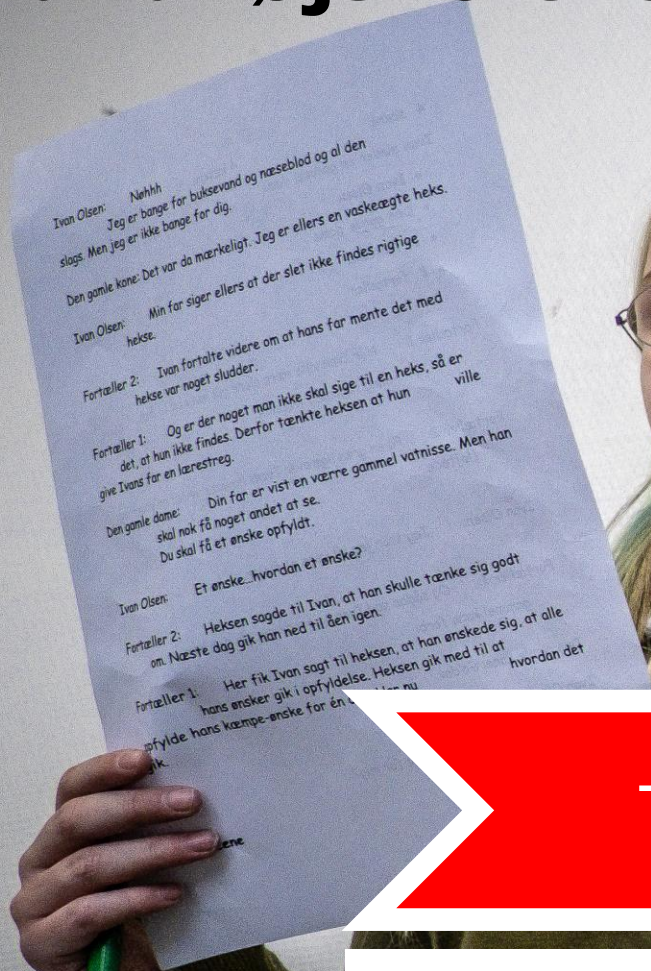 Ivan Olsen: Nøhhh
Jeg er bange for buksevand og næseblod og al den
slags. Men jeg er ikke bange for dig.
Den gamle kone: Det var da mærkeligt. Jeg er ellers en vaskeægte heks.
Ivan Olsen: Min far siger ellers at der slet ikke findes rigtige
hekse.
Fortæller 2: Ivan fortalte videre om at hans far mente det med
hekse var noget sludder.
Fortæller 1: Og er der noget man ikke skal sige til en heks, så er
det, at hun ikke findes. Derfor tænkte heksen at hun ville
give Ivans far en lærestreg.
Den gamle dame: Din far er vist en værre gammel vatnisse. Men han
skal nok få noget andet at se.
Du skal få et ønske opfyldt.
Ivan Olsen: Et ønske...hvordan et ønske?
Fortæller 2: Heksen sagde til Ivan, at han skulle tænke sig godt
om. Næste dag gik han ned til åen igen.
Fortæller 1: Her fik Ivan sagt til heksen, at han ønskede sig, at alle
hans ønsker gik i opfyldelse. Heksen gik med til at
opfylde hans kæmpe-ønske for én nu hvordan det
gik.